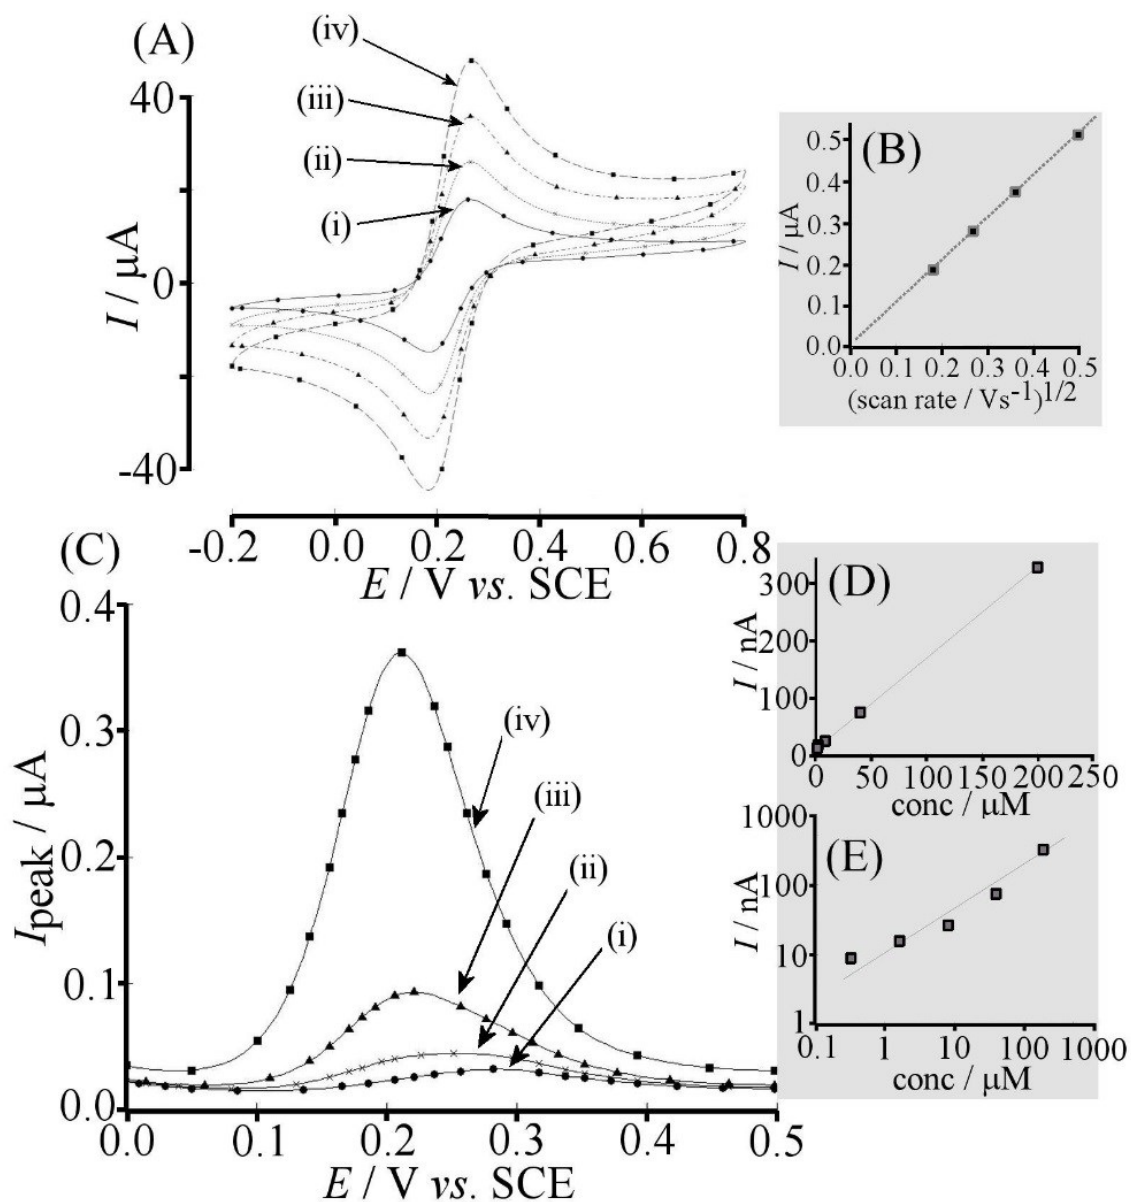 (A)
(iv)
(iii)
(ii)
(i)
40
0
-40
I / μA
-0.2 0.0 0.2 0.4 0.6 0.8
E / V vs. SCE
(B)
0.5
0.4
0.3
0.2
0.1
0.0
I / μA
0.0 0.1 0.2 0.3 0.4 0.5
(scan rate / Vs-1)1/2
(C)
0.4
0.3
0.2
0.1
0.0
Ipeak / μA
(iv)
(iii)
(ii)
(i)
0.0 0.1 0.2 0.3 0.4 0.5
E / V vs. SCE
(D)
300
200
100
0
I / nA
0 50 100 150 200 250
conc / μM
(E)
1000
100
10
1
I / nA
0.1 1 10 100 1000
conc / μM